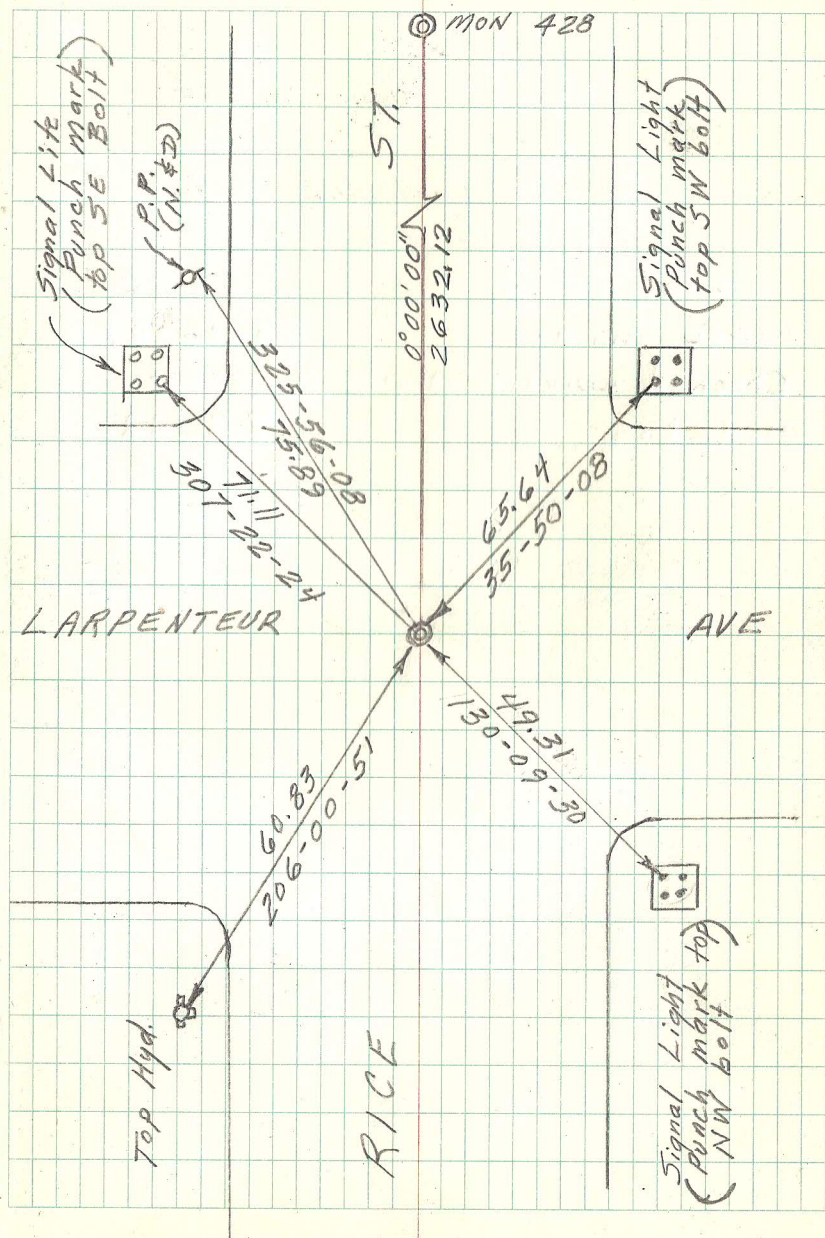 MON 428
ST.
0°00'00"
2632.12
Signal Lite
(Punch mark
top SE Bolt)
P.P.
(N.&D)
Signal Light
(Punch mark
top SW bolt)
325-56-08
75.89
307-22-24
65.64
35-50-08
LARPENTEUR
AVE
49.31
130-09-30
60.83
206-00-51
Top Hyd.
RICE
Signal Light
(Punch mark top)
NW bolt